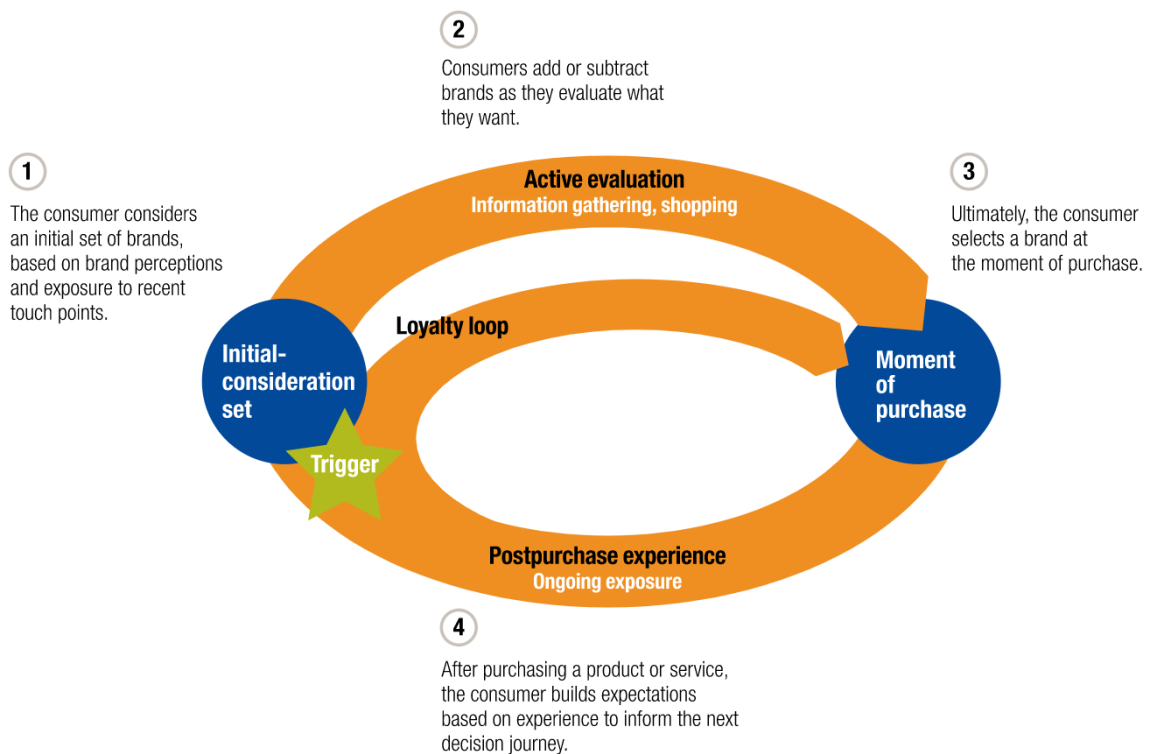 1
The consumer considers
an initial set of brands,
based on brand perceptions
and exposure to recent
touch points.
2
Consumers add or subtract
brands as they evaluate what
they want.
3
Ultimately, the consumer
selects a brand at
the moment of purchase.
Active evaluation
Information gathering, shopping
Loyalty loop
Initial-
consideration
set
Trigger
Moment
of
purchase
Postpurchase experience
Ongoing exposure
4
After purchasing a product or service,
the consumer builds expectations
based on experience to inform the next
decision journey.